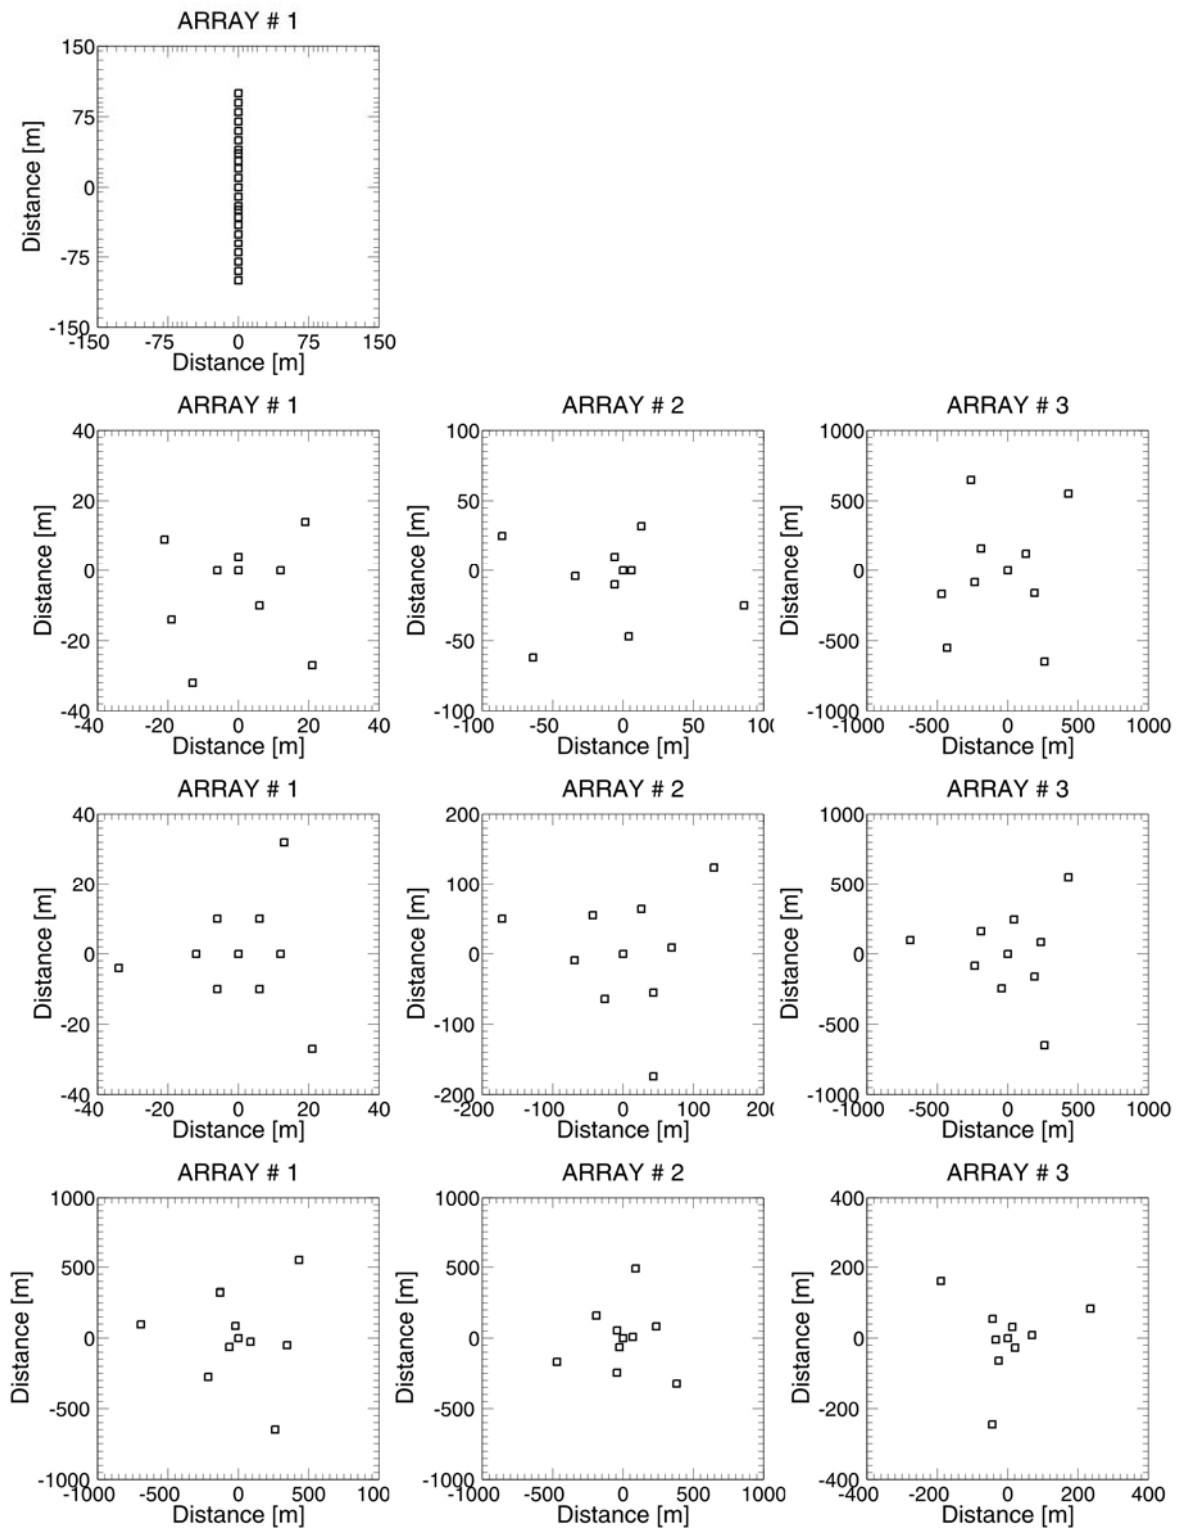 ARRAY # 1
150
75
0
-75
-150
Distance [m]
-150 -75 0 75 150
Distance [m]
ARRAY # 1
40
20
0
-20
-40
Distance [m]
-40 -20 0 20 40
Distance [m]
ARRAY # 2
100
50
0
-50
-100
Distance [m]
-100 -50 0 50 100
Distance [m]
ARRAY # 3
1000
500
0
-500
-1000
Distance [m]
-1000 -500 0 500 1000
Distance [m]
ARRAY # 1
40
20
0
-20
-40
Distance [m]
-40 -20 0 20 40
Distance [m]
ARRAY # 2
200
100
0
-100
-200
Distance [m]
-200 -100 0 100 200
Distance [m]
ARRAY # 3
1000
500
0
-500
-1000
Distance [m]
-1000 -500 0 500 1000
Distance [m]
ARRAY # 1
1000
500
0
-500
-1000
Distance [m]
-1000 -500 0 500 1000
Distance [m]
ARRAY # 2
1000
500
0
-500
-1000
Distance [m]
-1000 -500 0 500 1000
Distance [m]
ARRAY # 3
400
200
0
-200
-400
Distance [m]
-400 -200 0 200 400
Distance [m]